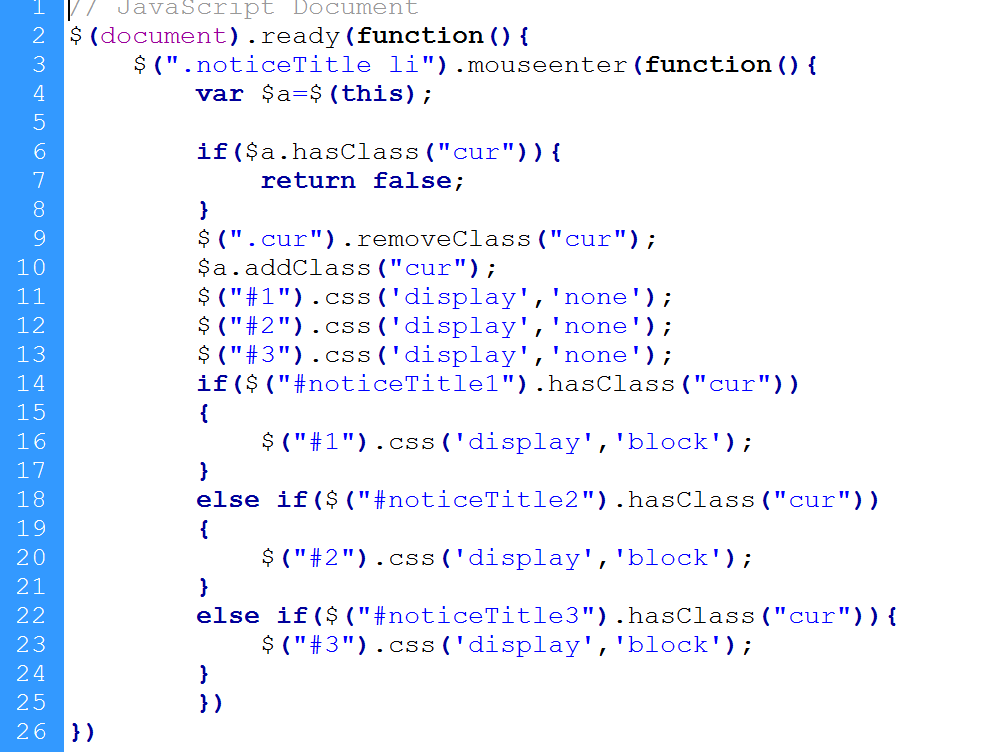 1 // JavaScript Document
2 $(document).ready(function(){
3     $(".noticeTitle li").mouseenter(function(){
4         var $a=$(this);
5
6         if($a.hasClass("cur")){
7             return false;
8         }
9         $(".cur").removeClass("cur");
10         $a.addClass("cur");
11         $("#1").css('display','none');
12         $("#2").css('display','none');
13         $("#3").css('display','none');
14         if($("#noticeTitle1").hasClass("cur"))
15         {
16             $("#1").css('display','block');
17         }
18         else if($("#noticeTitle2").hasClass("cur"))
19         {
20             $("#2").css('display','block');
21         }
22         else if($("#noticeTitle3").hasClass("cur")){
23             $("#3").css('display','block');
24         }
25         })
26 })